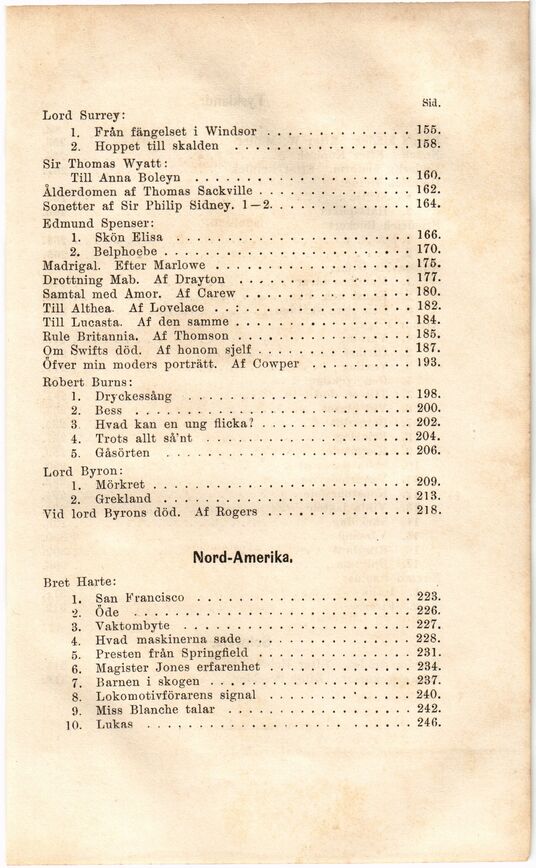 Sid.
Lord Surrey:
1. Från fängelset i Windsor . . . . . . . . . . . . . . 155.
2. Hoppet till skalden . . . . . . . . . . . . . . . . 158.
Sir Thomas Wyatt:
Till Anna Boleyn . . . . . . . . . . . . . . . . . . 160.
Ålderdomen af Thomas Sackville . . . . . . . . . . . . . . 162.
Sonetter af Sir Philip Sidney. 1—2. . . . . . . . . . . . . 164.
Edmund Spenser:
1. Skön Elisa . . . . . . . . . . . . . . . . . . . . 166.
2. Belphoebe . . . . . . . . . . . . . . . . . . . . 170.
Madrigal. Efter Marlowe . . . . . . . . . . . . . . . . . 175.
Drottning Mab. Af Drayton . . . . . . . . . . . . . . . 177.
Samtal med Amor. Af Carew . . . . . . . . . . . . . . . 180.
Till Althea. Af Lovelace . . : . . . . . . . . . . . . . . 182.
Till Lucasta. Af den samme . . . . . . . . . . . . . . . . 184.
Rule Britannia. Af Thomson . . . . . . . . . . . . . . . . 185.
Om Swifts död. Af honom sjelf . . . . . . . . . . . . . . 187.
Öfver min moders porträtt. Af Cowper . . . . . . . . . . 193.
Robert Burns:
1. Dryckessång . . . . . . . . . . . . . . . . . . . 198.
2. Bess . . . . . . . . . . . . . . . . . . . . . . . 200.
3 Hvad kan en ung flicka? . . . . . . . . . . . . . . 202.
4. Trots allt så'nt . . . . . . . . . . . . . . . . . . 204.
5. Gåsörten . . . . . . . . . . . . . . . . . . . . . 206.
Lord Byron:
1. Mörkret . . . . . . . . . . . . . . . . . . . . . . 209.
2. Grekland . . . . . . . . . . . . . . . . . . . . . 213.
Vid lord Byrons död. Af Rogers . . . . . . . . . . . . . 218.
Nord-Amerika.
Bret Harte:
1. San Francisco . . . . . . . . . . . . . . . . . . 223.
2. Öde . . . . . . . . . . . . . . . . . . . . . . . 226.
3. Vaktombyte . . . . . . . . . . . . . . . . . . . 227.
4. Hvad maskinerna sade . . . . . . . . . . . . . . . 228.
5. Presten från Springfield . . . . . . . . . . . . . . 231.
6. Magister Jones erfarenhet . . . . . . . . . . . . . 234.
7. Barnen i skogen . . . . . . . . . . . . . . . . . 237.
8. Lokomotivförarens signal . . . . . . . . . . . . . 240.
9. Miss Blanche talar . . . . . . . . . . . . . . . . 242.
10. Lukas . . . . . . . . . . . . . . . . . . . . . . 246.